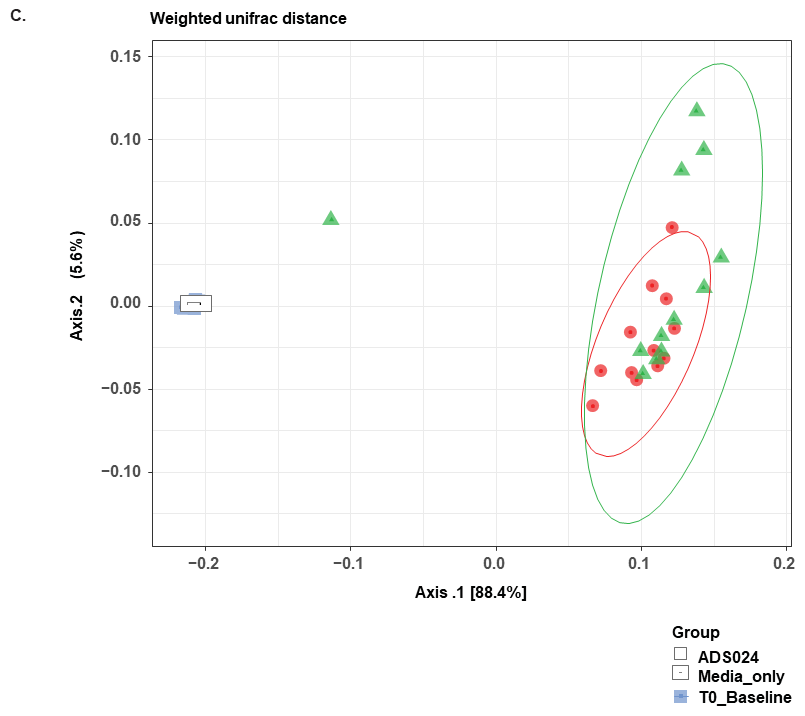 C.
Weighted unifrac distance
0.15
0.10
0.05
0.00
−0.05
−0.10
Axis.2 (5.6%)
−0.2 −0.1 0.0 0.1 0.2
Axis .1 [88.4%]
Group
ADS024
Media_only
T0_Baseline